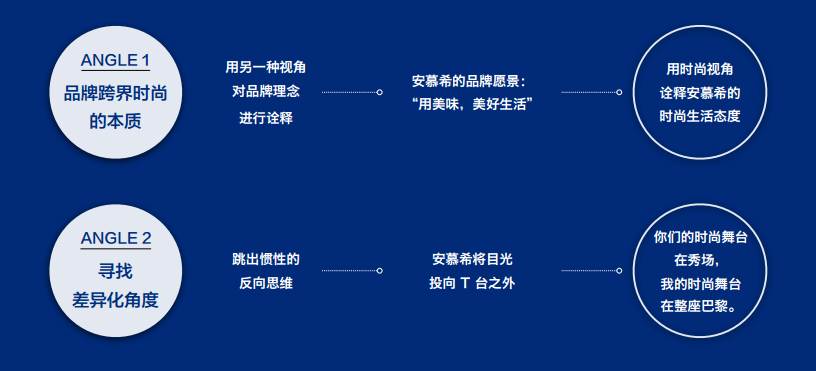 ANGLE 1
品牌跨界时尚
的本质
用另一种视角
对品牌理念
进行诠释
安慕希的品牌愿景：
“用美味，美好生活”
用时尚视角
诠释安慕希的
时尚生活态度
ANGLE 2
寻找
差异化角度
跳出惯性的
反向思维
安慕希将目光
投向 T 台之外
你们的时尚舞台
在秀场，
我的时尚舞台
在整座巴黎。